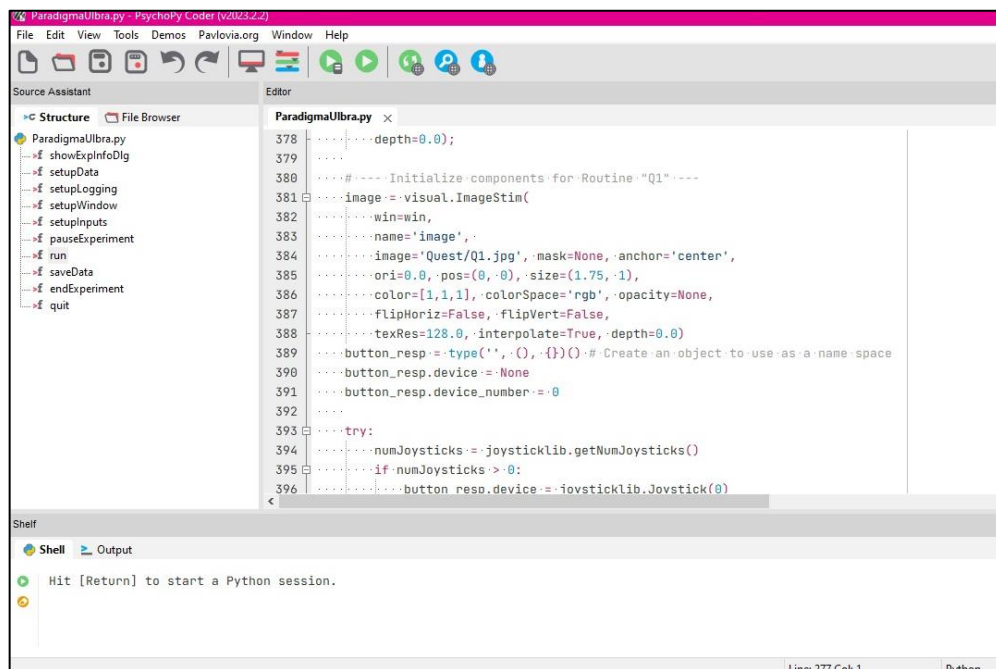 ParadigmaUlbra.py - PsychoPy Coder (v2023.2.2)
File Edit View Tools Demos Pavlovia.org Window Help
Source Assistant
Editor
Structure File Browser
ParadigmaUlbra.py
ParadigmaUlbra.py
showExpInfoDlg
setupData
setupLogging
setupWindow
setupInputs
pauseExperiment
run
saveData
endExperiment
quit
378 depth=0.0);
379
380 # --- Initialize components for Routine "Q1" ---
381 image = visual.ImageStim(
382 win=win,
383 name='image',
384 image='Quest/Q1.jpg', mask=None, anchor='center',
385 ori=0.0, pos=(0, 0), size=(1.75, 1),
386 color=[1,1,1], colorSpace='rgb', opacity=None,
387 flipHoriz=False, flipVert=False,
388 texRes=128.0, interpolate=True, depth=0.0)
389 button_resp = type('', (), {})() # Create an object to use as a name space
390 button_resp.device = None
391 button_resp.device_number = 0
392
393 try:
394 numJoysticks = joysticklib.getNumJoysticks()
395 if numJoysticks > 0:
396 button_resp.device = joysticklib.Joystick(0)
Shelf
Shell Output
Hit [Return] to start a Python session.
Line: 377 Col: 1 Python